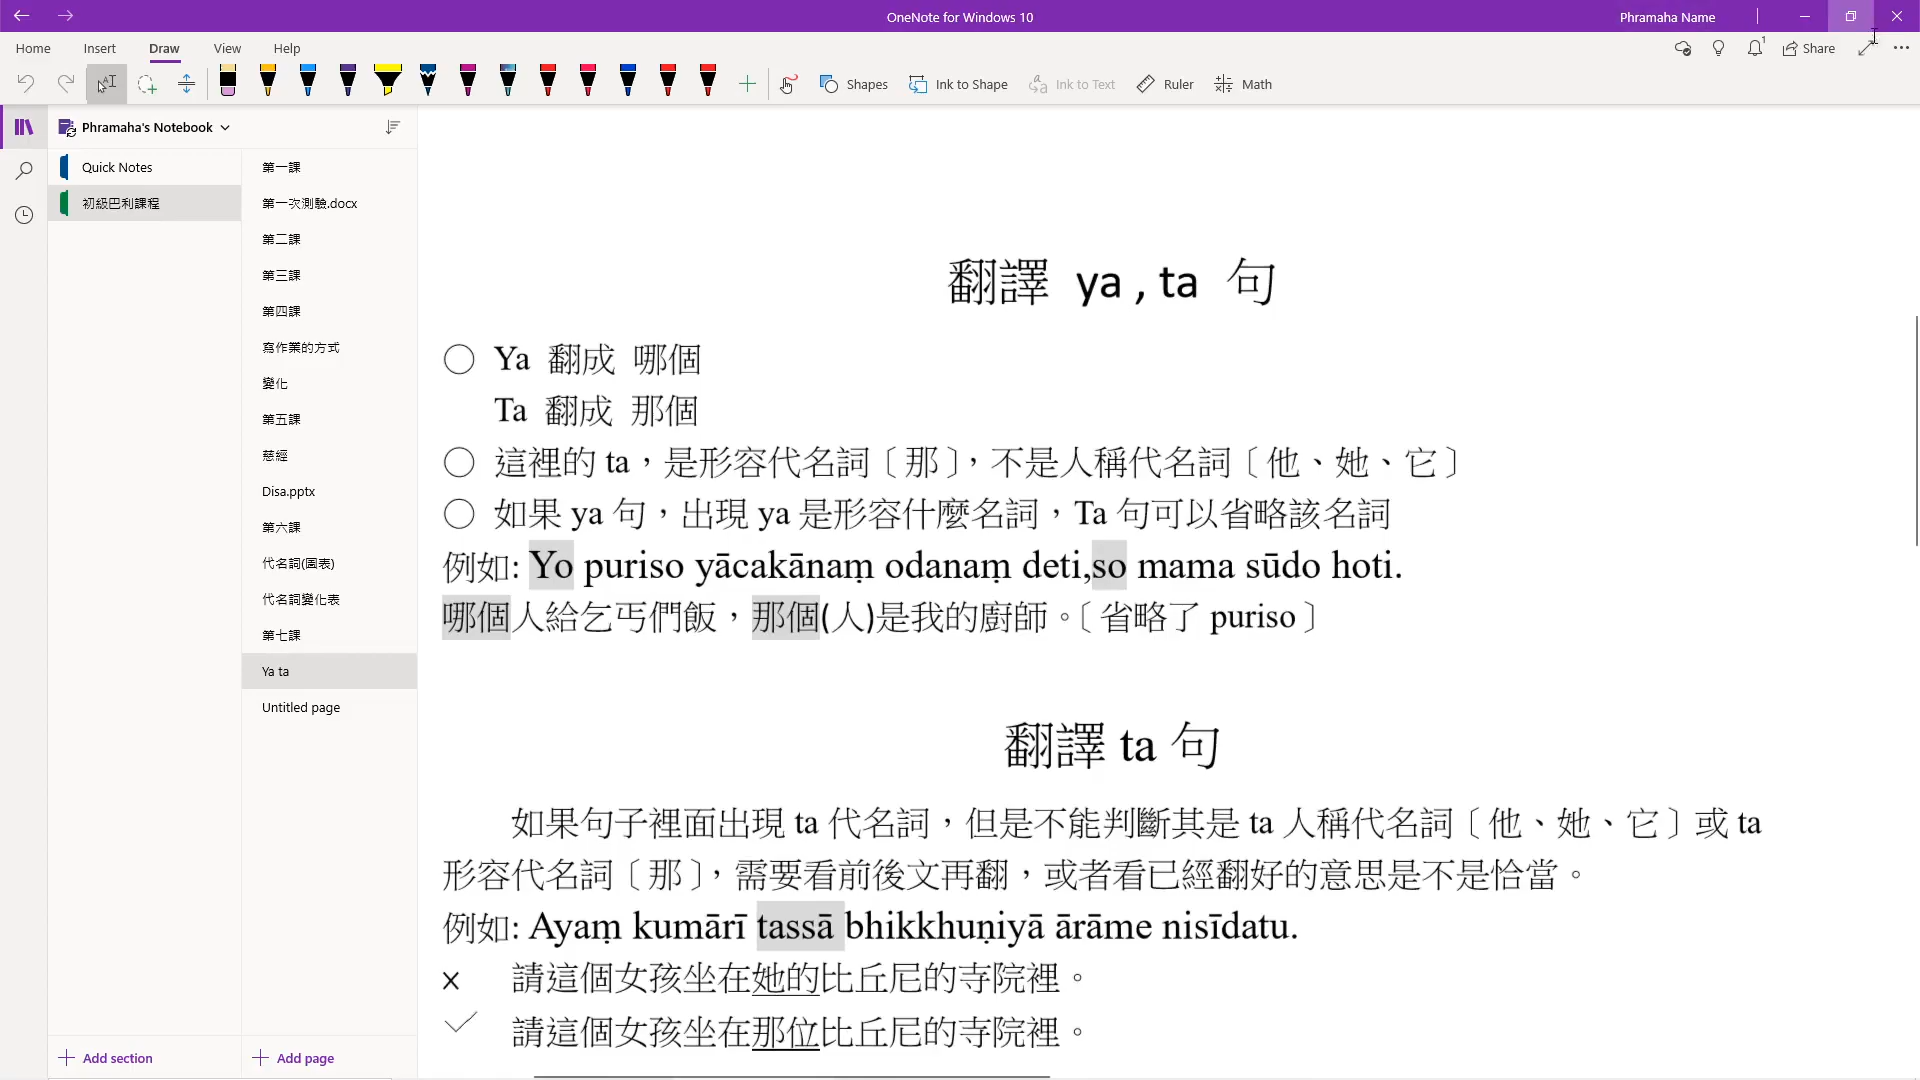 OneNote for Windows 10
Phramaha Name
Home Insert Draw View Help
1
Share
Shapes
Ink to Shape
Ink to Text
Ruler
Math
Phramaha's Notebook
Quick Notes
初級巴利課程
第一課
第一次測驗.docx
第二課
第三課
第四課
寫作業的方式
變化
第五課
慈經
Disa.pptx
第六課
代名詞(圖表)
代名詞變化表
第七課
Ya ta
Untitled page
Add section
Add page
翻譯 ya , ta 句
Ya 翻成 哪個
Ta 翻成 那個
這裡的 ta，是形容代名詞〔那〕，不是人稱代名詞〔他、她、它〕
如果 ya 句，出現 ya 是形容什麼名詞，Ta 句可以省略該名詞
例如: Yo puriso yācakānaṃ odanaṃ deti,so mama sūdo hoti.
哪個人給乞丐們飯，那個(人)是我的廚師。〔省略了 puriso〕
翻譯 ta 句
如果句子裡面出現 ta 代名詞，但是不能判斷其是 ta 人稱代名詞〔他、她、它〕或 ta
形容代名詞〔那〕，需要看前後文再翻，或者看已經翻好的意思是不是恰當。
例如: Ayaṃ kumārī tassā bhikkhuṇiyā ārāme nisīdatu.
x 請這個女孩坐在她的比丘尼的寺院裡。
✓ 請這個女孩坐在那位比丘尼的寺院裡。